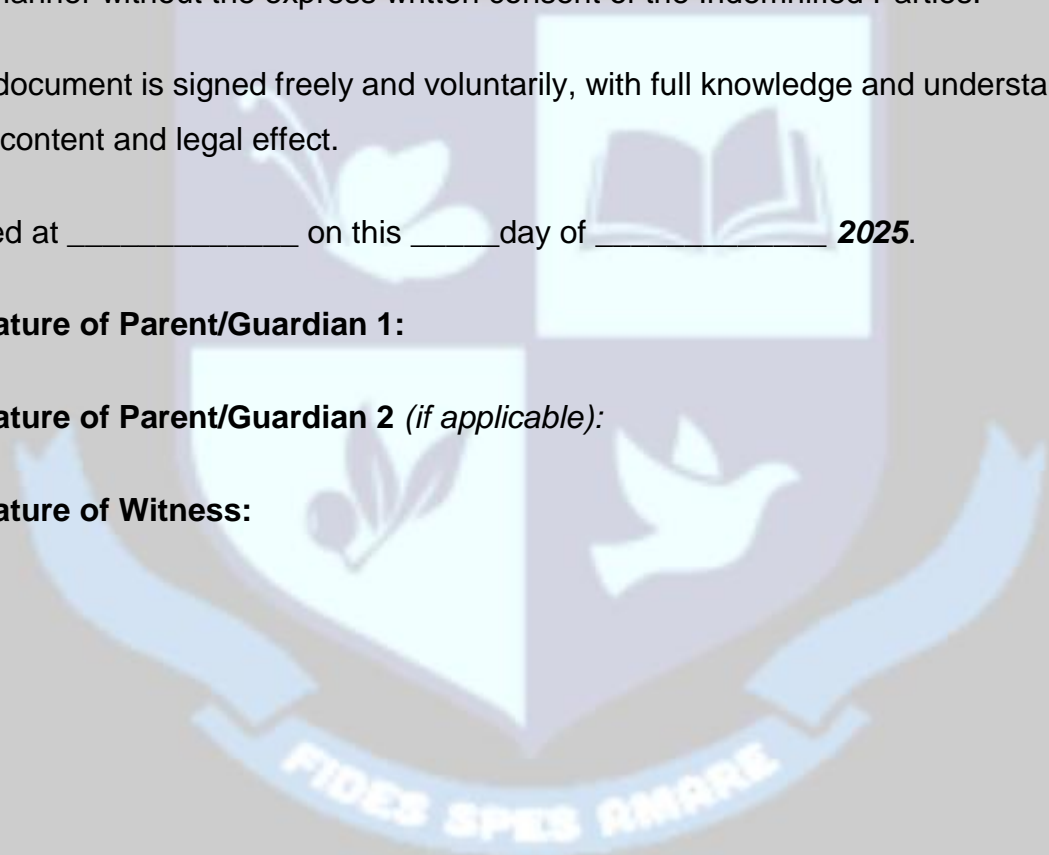 anner without the express written consent of the Indemnified Parties.
document is signed freely and voluntarily, with full knowledge and understa
content and legal effect.
ed at _____________ on this _____day of _____________ 2025.
ature of Parent/Guardian 1:
ature of Parent/Guardian 2 (if applicable):
ature of Witness:
FIDES SPES AMARE